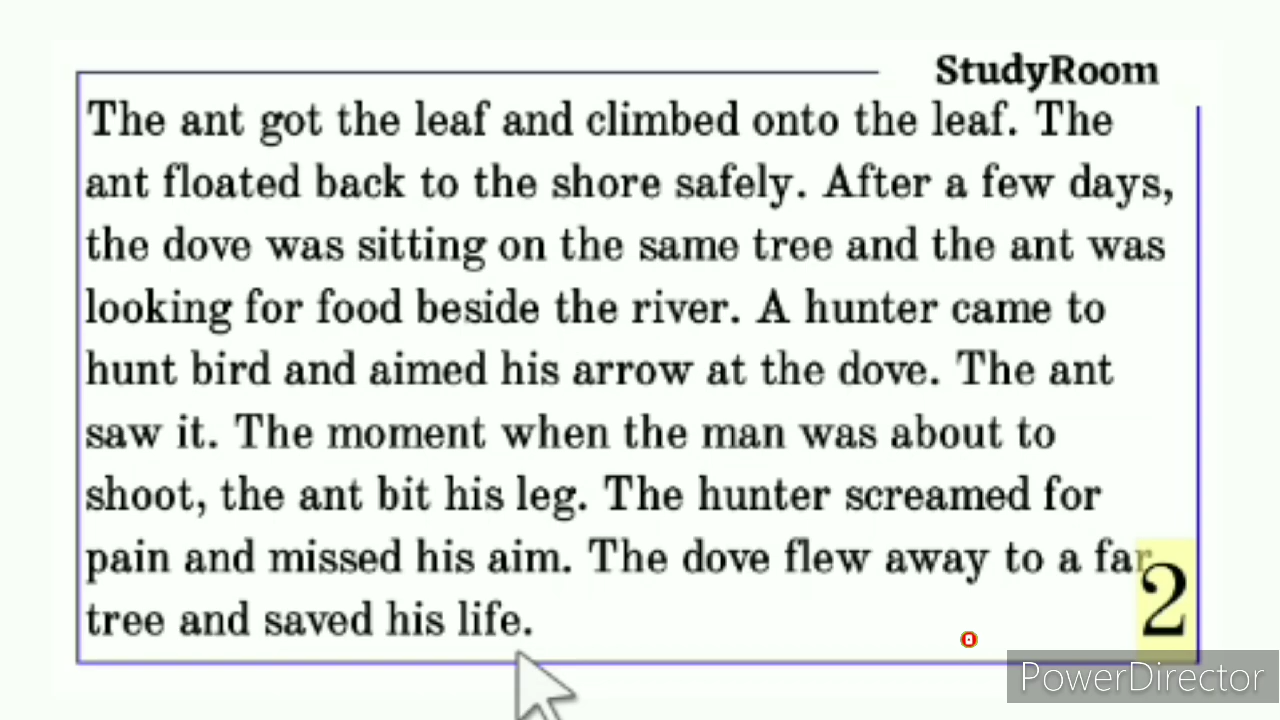 StudyRoom
The ant got the leaf and climbed onto the leaf. The
ant floated back to the shore safely. After a few days,
the dove was sitting on the same tree and the ant was
looking for food beside the river. A hunter came to
hunt bird and aimed his arrow at the dove. The ant
saw it. The moment when the man was about to
shoot, the ant bit his leg. The hunter screamed for
pain and missed his aim. The dove flew away to a far
tree and saved his life.
2
0
PowerDirector